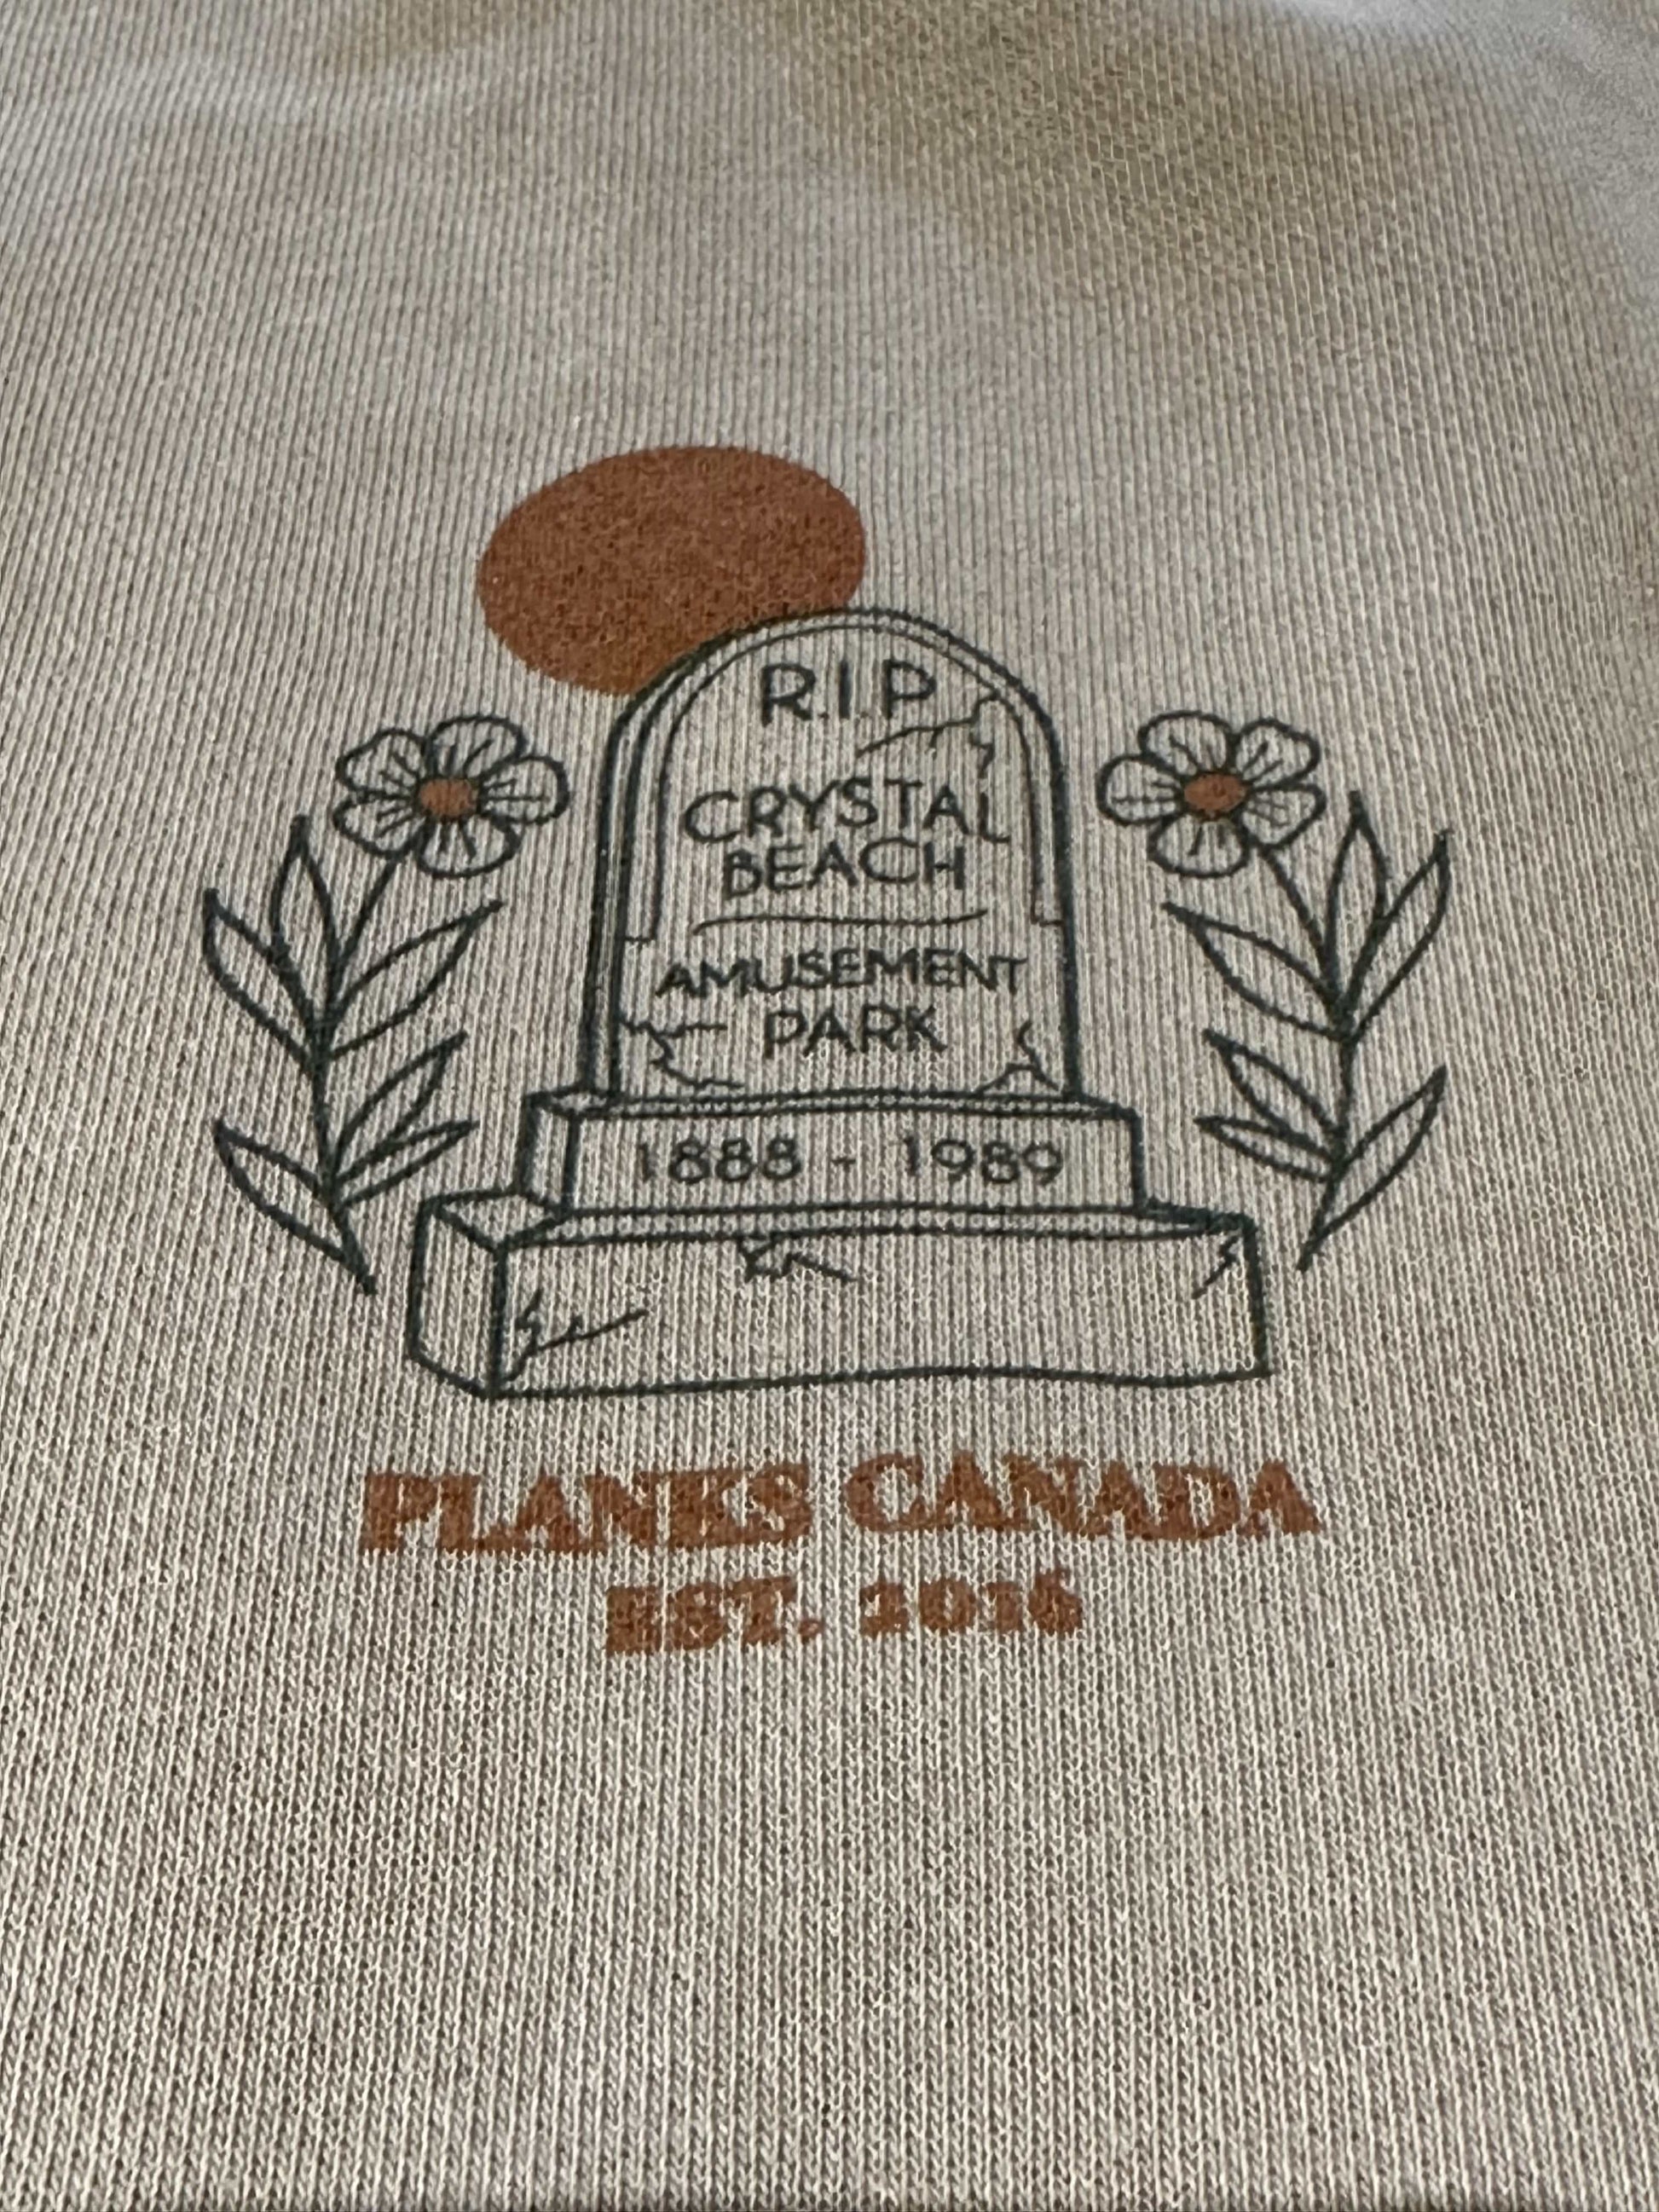 R.I.P
CRYSTAL
BEACH
AMUSEMENT
PARK
1888 - 1989
PLANKS CANADA
EST. 2016